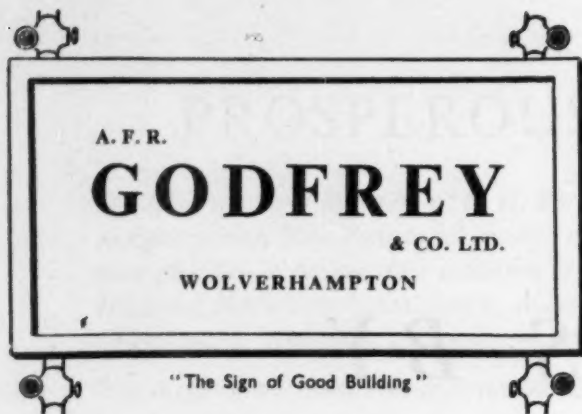 A. F. R.
GODFREY
& CO. LTD.
WOLVERHAMPTON
"The Sign of Good Building"